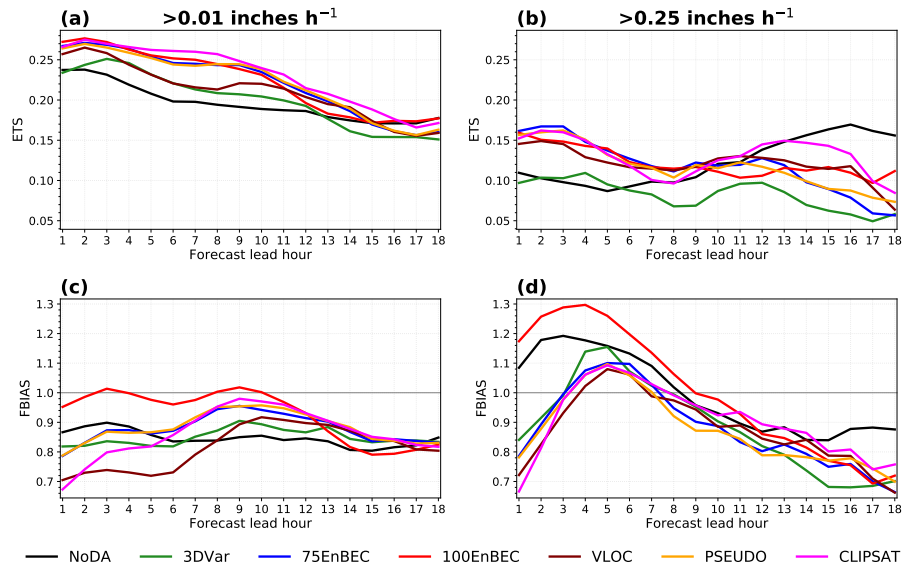 (a) >0.01 inches h⁻¹
(b) >0.25 inches h⁻¹
ETS
0.25
0.20
0.15
0.10
0.05
1 2 3 4 5 6 7 8 9 10 11 12 13 14 15 16 17 18
Forecast lead hour
ETS
0.25
0.20
0.15
0.10
0.05
1 2 3 4 5 6 7 8 9 10 11 12 13 14 15 16 17 18
Forecast lead hour
(c)
FBIAS
1.3
1.2
1.1
1.0
0.9
0.8
0.7
1 2 3 4 5 6 7 8 9 10 11 12 13 14 15 16 17 18
Forecast lead hour
(d)
FBIAS
1.3
1.2
1.1
1.0
0.9
0.8
0.7
1 2 3 4 5 6 7 8 9 10 11 12 13 14 15 16 17 18
Forecast lead hour
NoDA 3DVar 75EnBEC 100EnBEC VLOC PSEUDO CLIPSAT